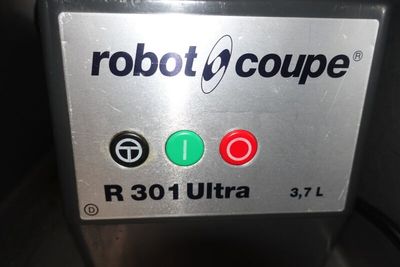 robot coupe®
R 301 Ultra 3,7 L
D